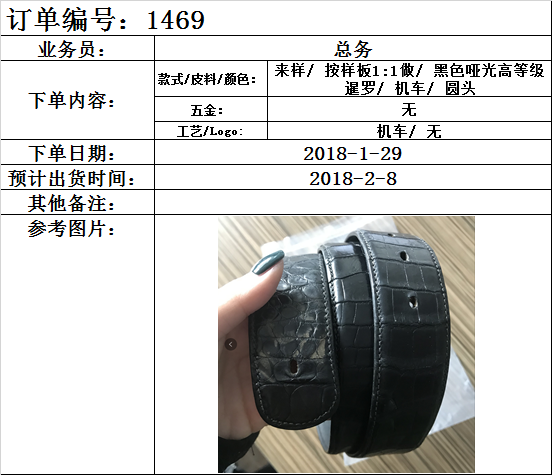 订单编号：1469
业务员：
总务
下单内容：
款式/皮料/颜色：
来样/ 按样板1:1做/ 黑色哑光高等级
暹罗/ 机车/ 圆头
五金：
无
工艺/Logo:
机车/ 无
下单日期：
2018-1-29
预计出货时间：
2018-2-8
其他备注：
参考图片：